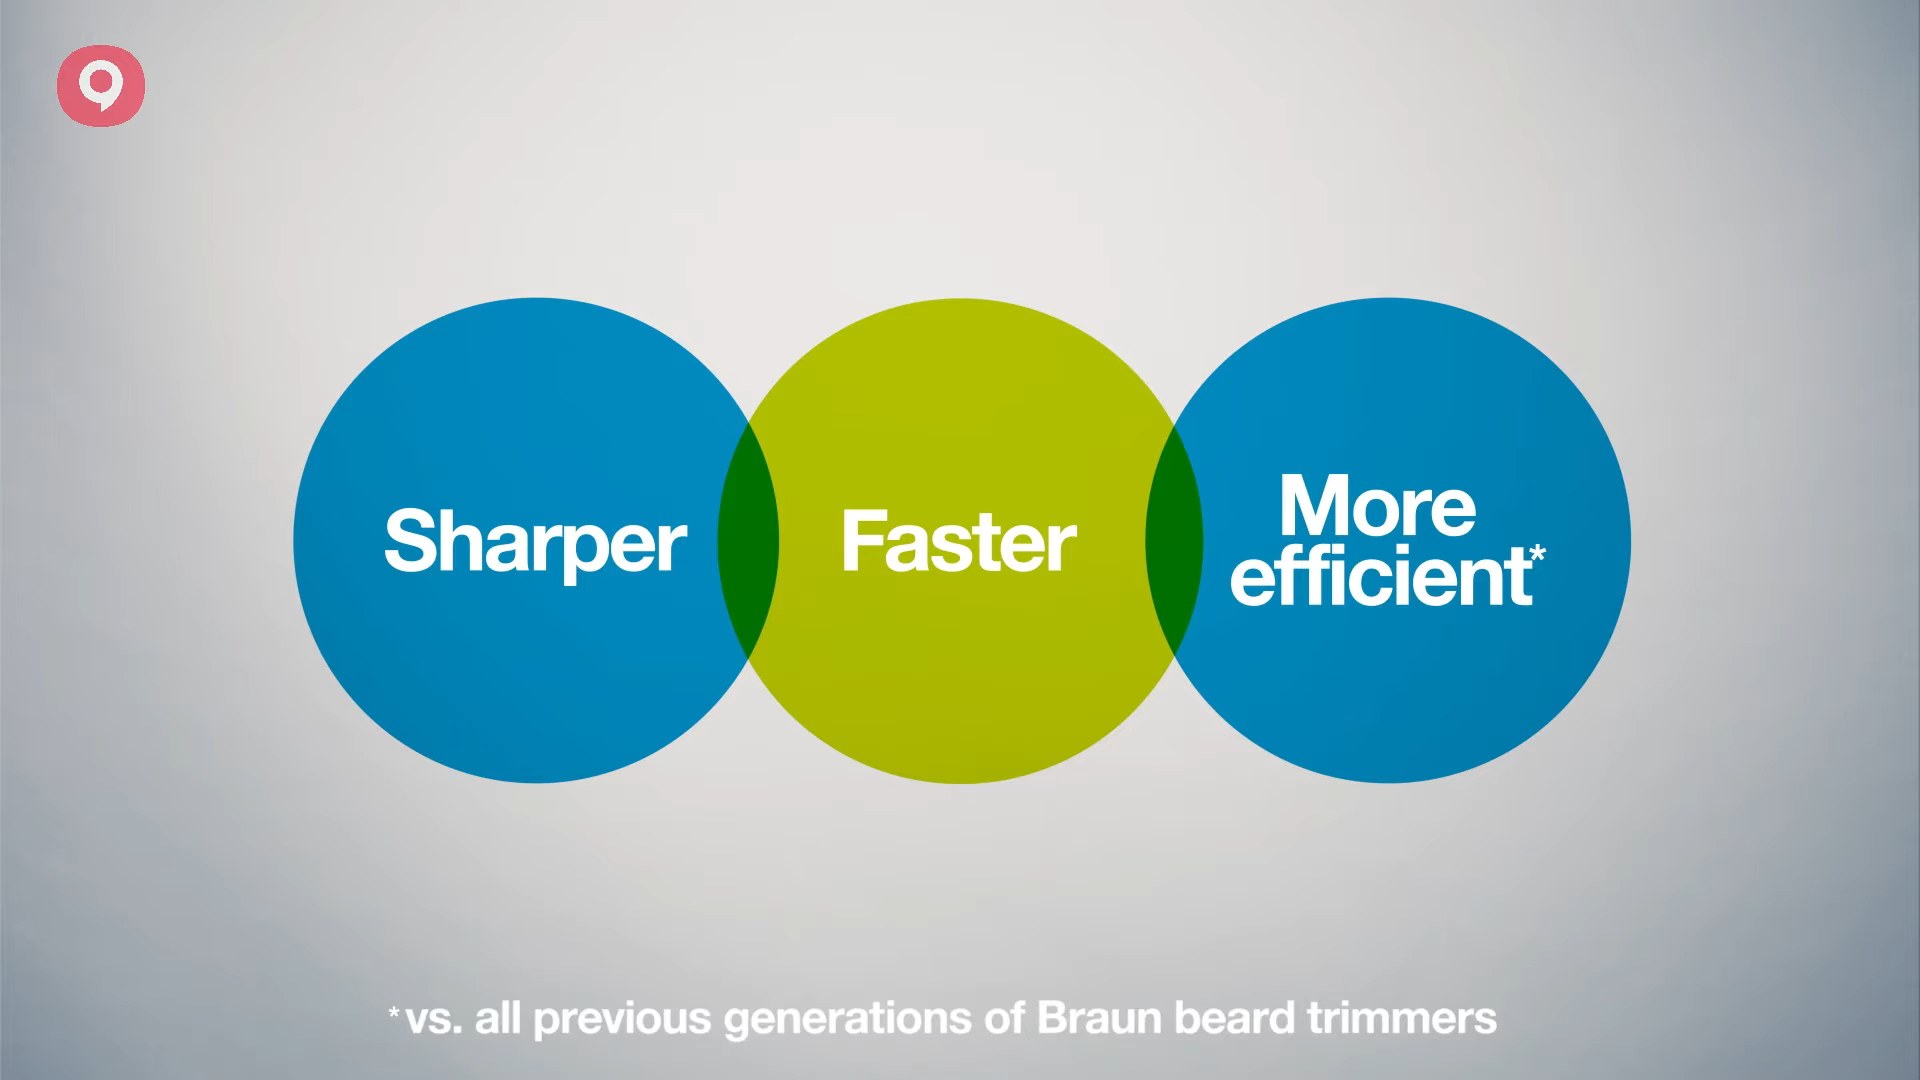 Sharper
Faster
More
efficient*
*vs. all previous generations of Braun beard trimmers